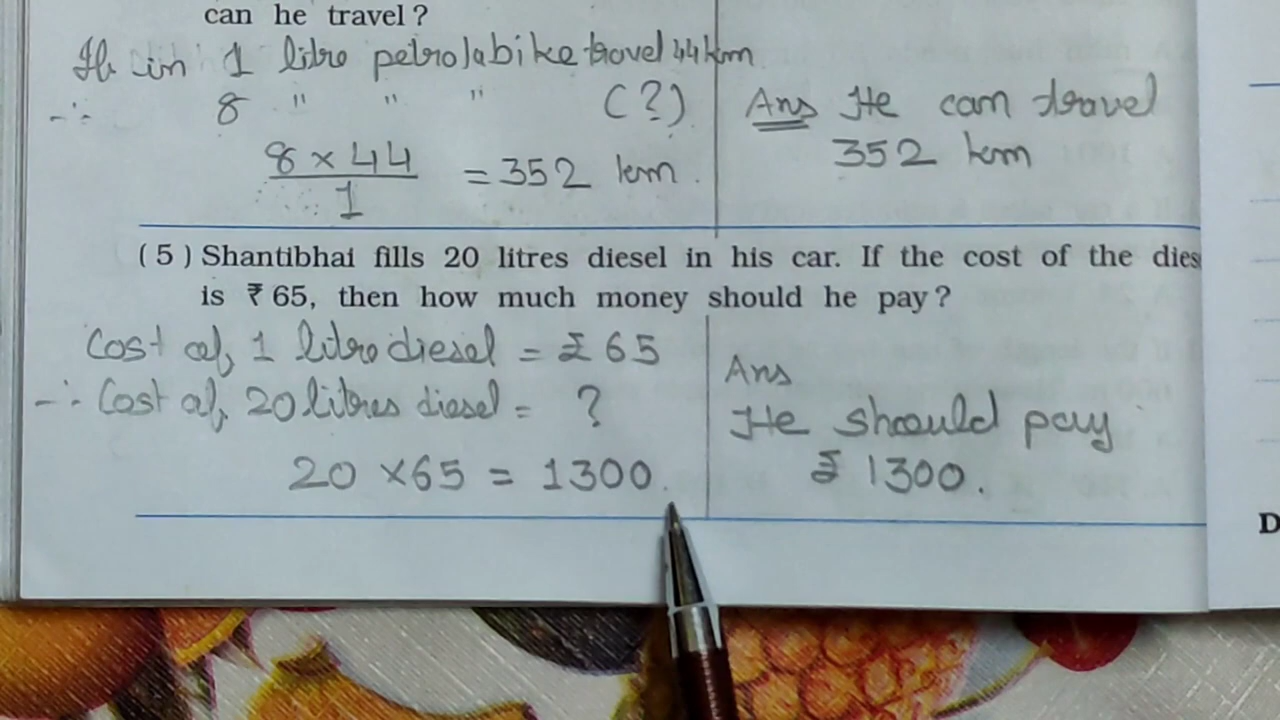 can he travel?
If in 1 litre petrol a bike travel 44 km
∴ 8 " " " (?)
8 × 44
1
= 352 km.
Ans He can travel
352 km
(5) Shantibhai fills 20 litres diesel in his car. If the cost of the
is ₹ 65, then how much money should he pay?
Cost of 1 litre diesel = ₹ 65
∴ Cost of 20 litres diesel = ?
20 × 65 = 1300.
Ans
He should pay
₹ 1300.
D